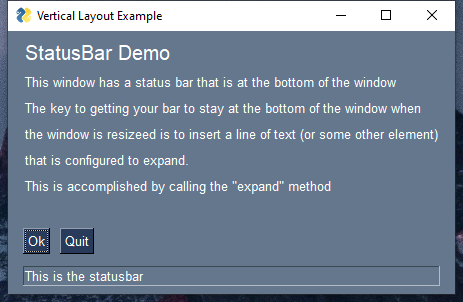 Vertical Layout Example
StatusBar Demo
This window has a status bar that is at the bottom of the window
The key to getting your bar to stay at the bottom of the window when
the window is resizeed is to insert a line of text (or some other element)
that is configured to expand.
This is accomplished by calling the "expand" method
Ok Quit
This is the statusbar